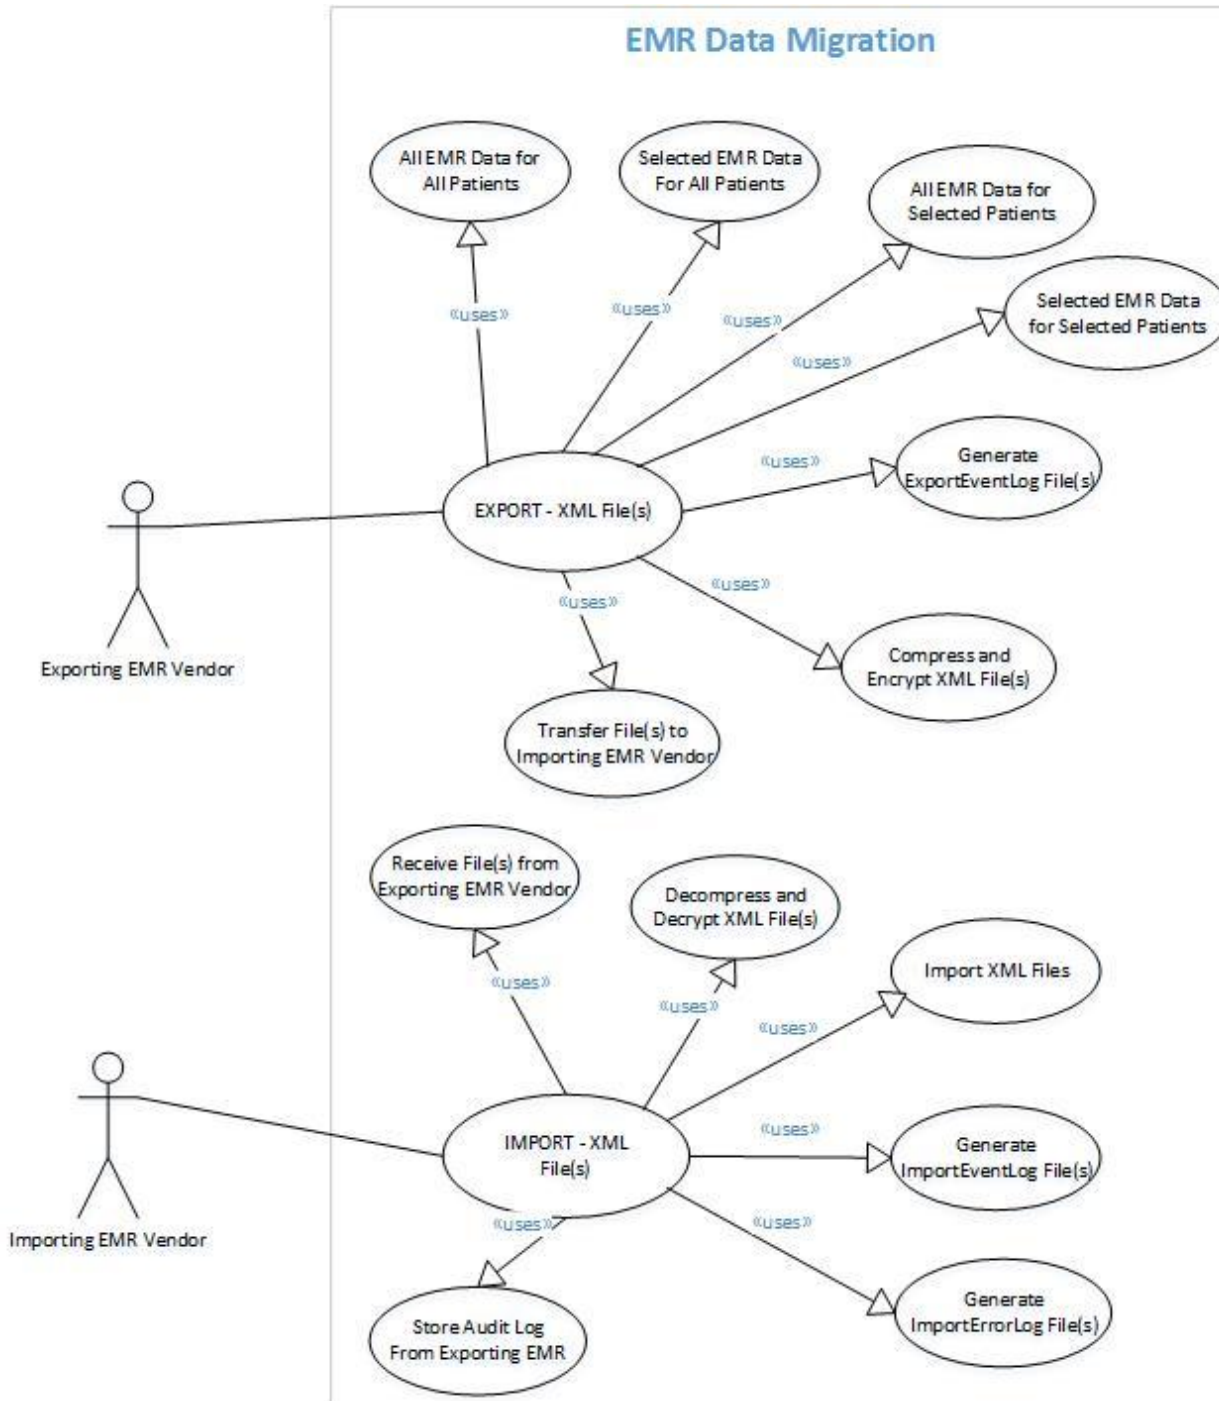 EMR Data Migration
All EMR Data for
All Patients
Selected EMR Data
For All Patients
All EMR Data for
Selected Patients
Selected EMR Data
for Selected Patients
«uses»
«uses»
«uses»
«uses»
Generate
ExportEventLog File(s)
«uses»
EXPORT - XML File(s)
«uses»
«uses»
Exporting EMR Vendor
Compress and
Encrypt XML File(s)
Transfer File(s) to
Importing EMR Vendor
Receive File(s) from
Exporting EMR Vendor
Decompress and
Decrypt XML File(s)
Import XML Files
«uses»
«uses»
«uses»
IMPORT - XML
File(s)
«uses»
Generate
ImportEventLog File(s)
«uses»
«uses»
Importing EMR Vendor
Generate
ImportErrorLog File(s)
Store Audit Log
From Exporting EMR